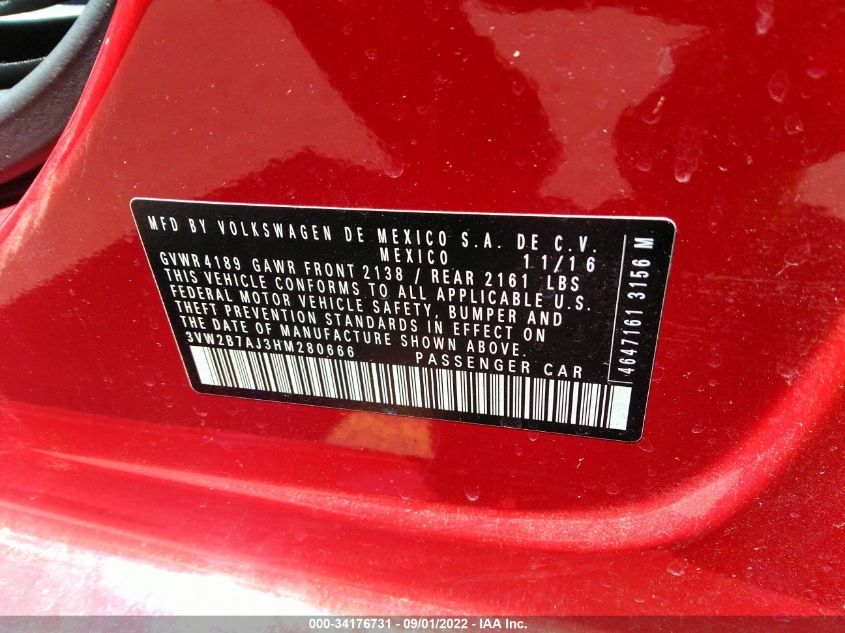 MFD BY VOLKSWAGEN DE MEXICO S.A. DE C.V.
MEXICO 11/16
GVWR 4189 GAWR FRONT 2138 / REAR 2161 LBS
THIS VEHICLE CONFORMS TO ALL APPLICABLE U.S.
FEDERAL MOTOR VEHICLE SAFETY, BUMPER AND
THEFT PREVENTION STANDARDS IN EFFECT ON
THE DATE OF MANUFACTURE SHOWN ABOVE.
3VW2B7AJ3HM280666 PASSENGER CAR
4647161 3156 M
000-34176731 - 09/01/2022 - IAA Inc.